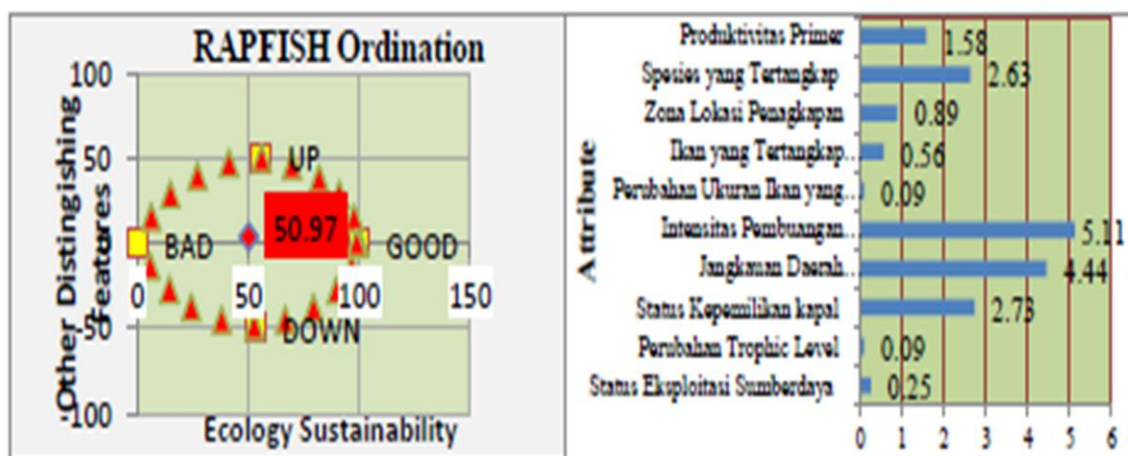 RAPFISH Ordination
100
50
0
-50
-100
Other Distingishing
Features
UP
BAD
50.97
GOOD
DOWN
0
50
100
150
Ecology Sustainability
Attribute
Produktivitas Primer
1.58
Spesies yang Tertangkap
2.63
Zona Lokasi Penagkapan
0.89
Ikan yang Tertangkap...
0.56
Perubahan Ukuran Ikan yang...
0.09
Intensitas Pembuangan...
5.11
Jangkauan Daerah...
4.44
Status Kepemilikan kapal
2.73
Perubahan Trophic Level
0.09
Status Eksploitasi Sumberdaya
0.25
0 1 2 3 4 5 6